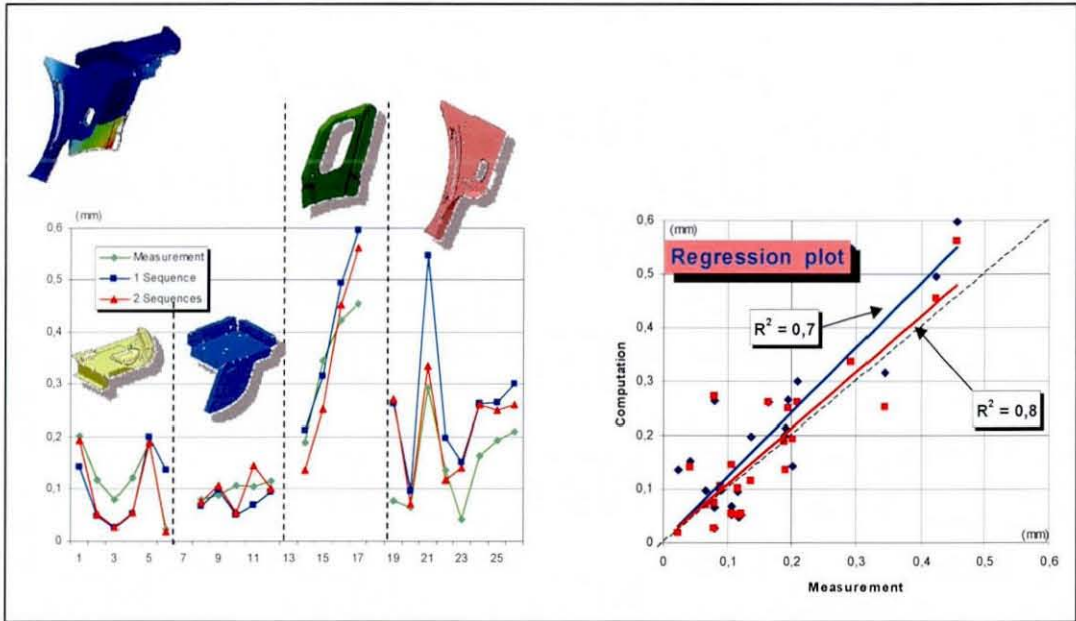 (mm)
0,6
0,5
0,4
0,3
0,2
0,1
0
Measurement
1 Sequence
2 Sequences
1 3 5 7 9 11 13 15 17 19 21 23 25
0,6
0,5
0,4
0,3
0,2
0,1
0
(mm)
Regression plot
R² = 0,7
R² = 0,8
Computation
(mm)
0 0,1 0,2 0,3 0,4 0,5 0,6
Measurement